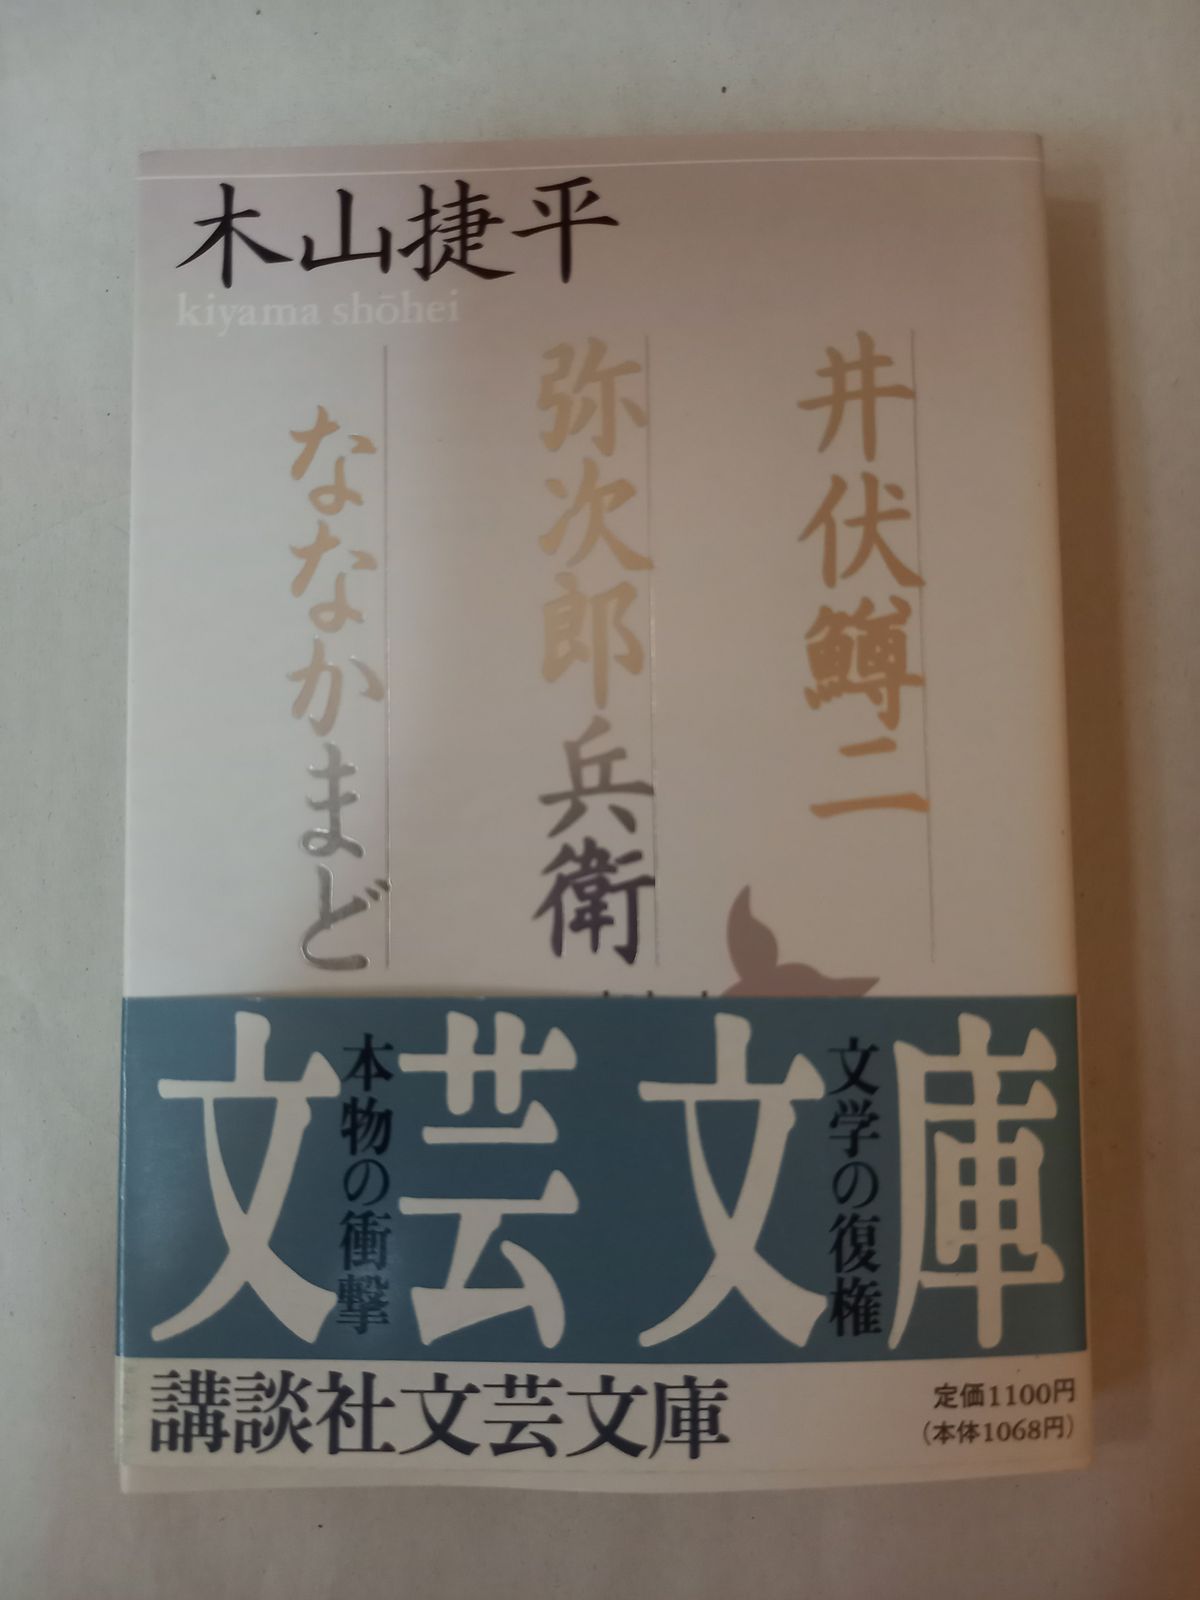 木山捷平
kiyama shōhei
井伏鱒二
弥次郎兵衛
ななかまど
文芸文庫
文学の復権
本物の衝撃
講談社文芸文庫
定価1100円
(本体1068円)